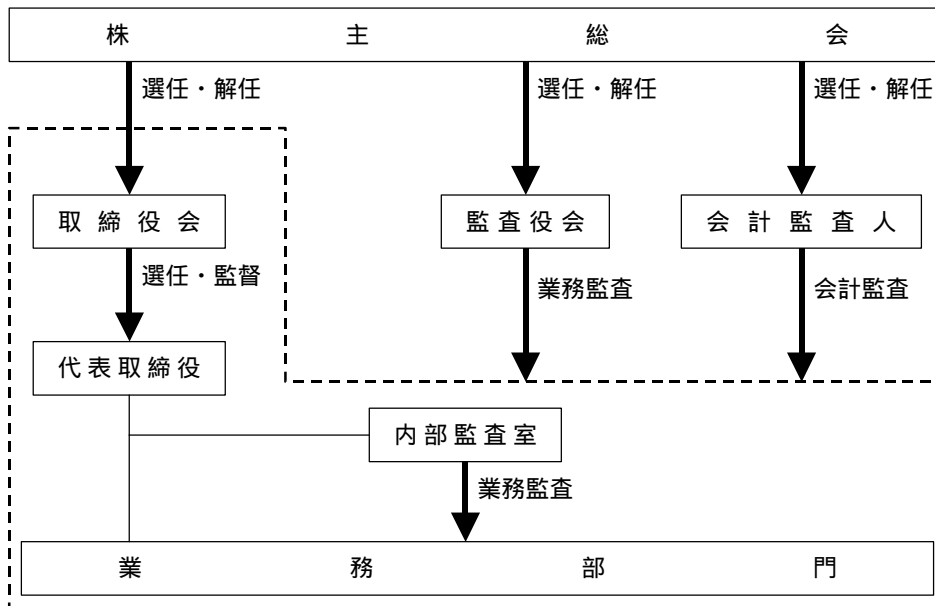 株主総会
選任・解任
選任・解任
選任・解任
取締役会
監査役会
会計監査人
選任・監督
業務監査
会計監査
代表取締役
内部監査室
業務監査
業務部門